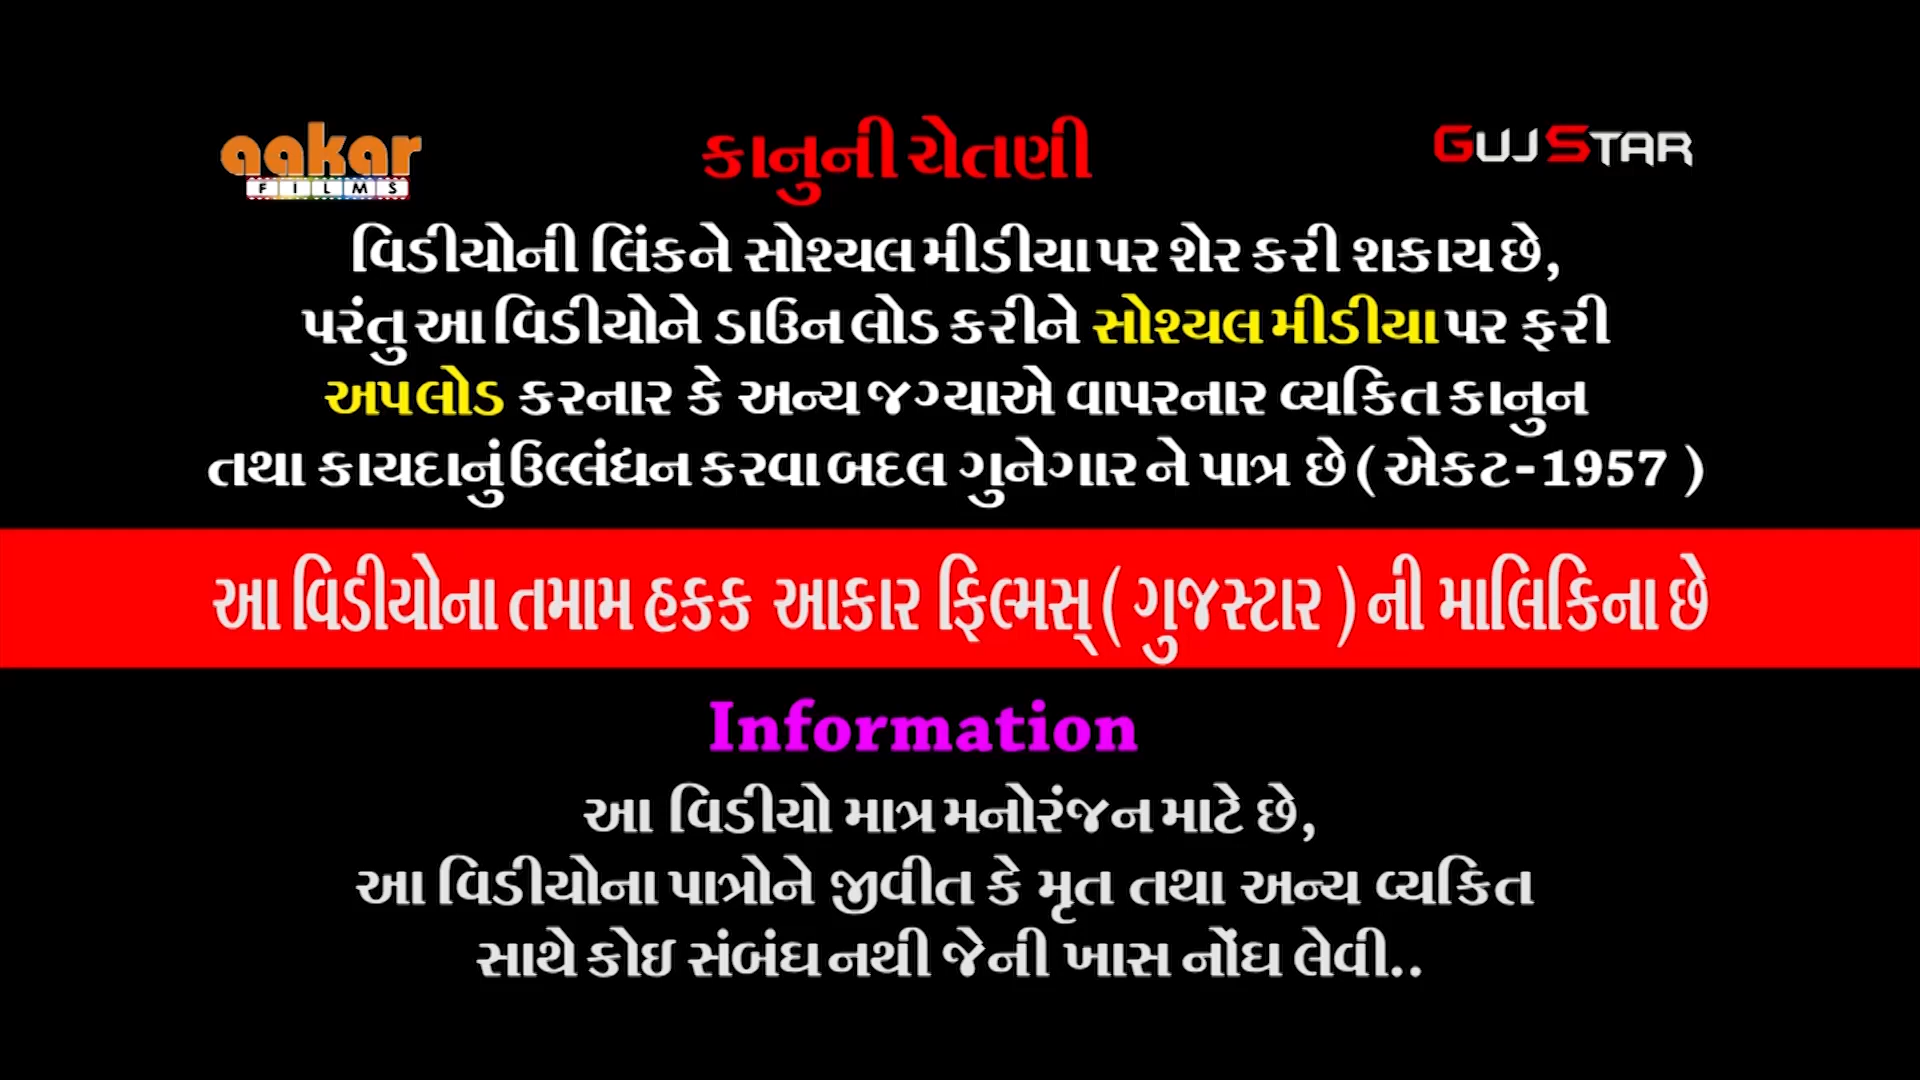 aakar
FILMS
કાનુની ચેતણી
GUJSTAR
વિડીયોની લિંકને સોશ્યલ મીડીયા પર શેર કરી શકાય છે,
પરંતુ આ વિડીયોને ડાઉન લોડ કરીને સોશ્યલ મીડીયા પર ફરી
અપલોડ કરનાર કે અન્ય જગ્યાએ વાપરનાર વ્યકિત કાનુન
તથા કાયદાનું ઉલ્લંઘન કરવા બદલ ગુનેગાર ને પાત્ર છે ( એકટ-1957 )
આ વિડીયોના તમામ હકક આકાર ફિલ્મસ્ ( ગુજસ્ટાર ) ની માલિકિના છે
Information
આ વિડીયો માત્ર મનોરંજન માટે છે,
આ વિડીયોના પાત્રોને જીવીત કે મૃત તથા અન્ય વ્યકિત
સાથે કોઇ સંબંઘ નથી જેની ખાસ નોંઘ લેવી..